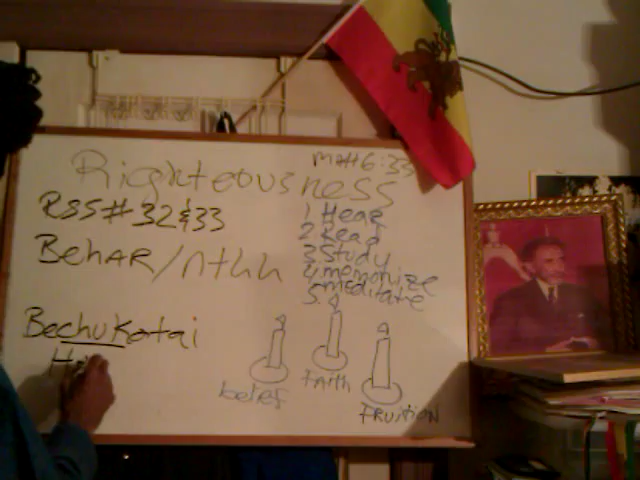 Matt 6:33
Righteousness
RSS# 32&33
BeHAR/
BechuKotai
1 Hear
2 Read
3 Study
4. memorize
5. meditate
belief
faith
fruition